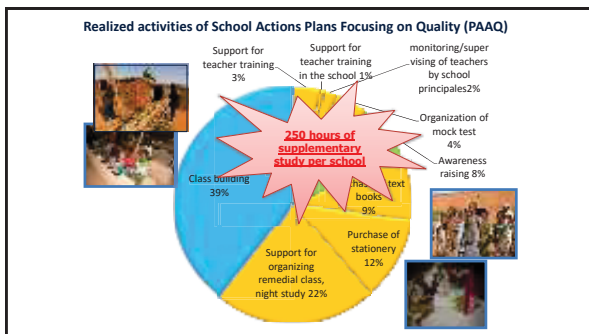 Realized activities of School Actions Plans Focusing on Quality (PAAQ)
Support for
teacher training
3%
Support for
teacher training
in the school 1%
monitoring/super
vising of teachers
by school
principales2%
Organization of
mock test
4%
Awareness
raising 8%
250 hours of
supplementary
study per school
text
books
9%
Purchase of
stationery
12%
Support for
organizing
remedial class,
night study 22%
Class building
39%